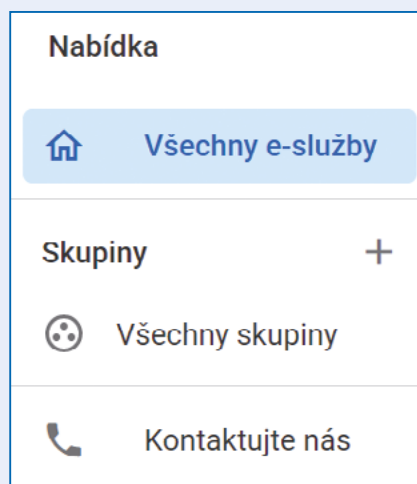 Nabídka
Všechny e-služby
Skupiny
Všechny skupiny
Kontaktujte nás